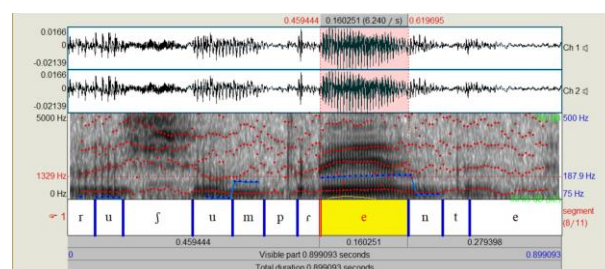 0.459444 0.160251 (6.240 / s) 0.619695
0.0166
0
-0.02139
Ch 1
0.0166
0
-0.02139
Ch 2
5000 Hz 500 Hz
1329 Hz 187.9 Hz
0 Hz 75 Hz
1 r u ʃ u m p ɾ e n t e segment
(8/11)
0.459444 0.160251 0.279398
0 Visible part 0.899093 seconds 0.899093
Total duration 0.899093 seconds